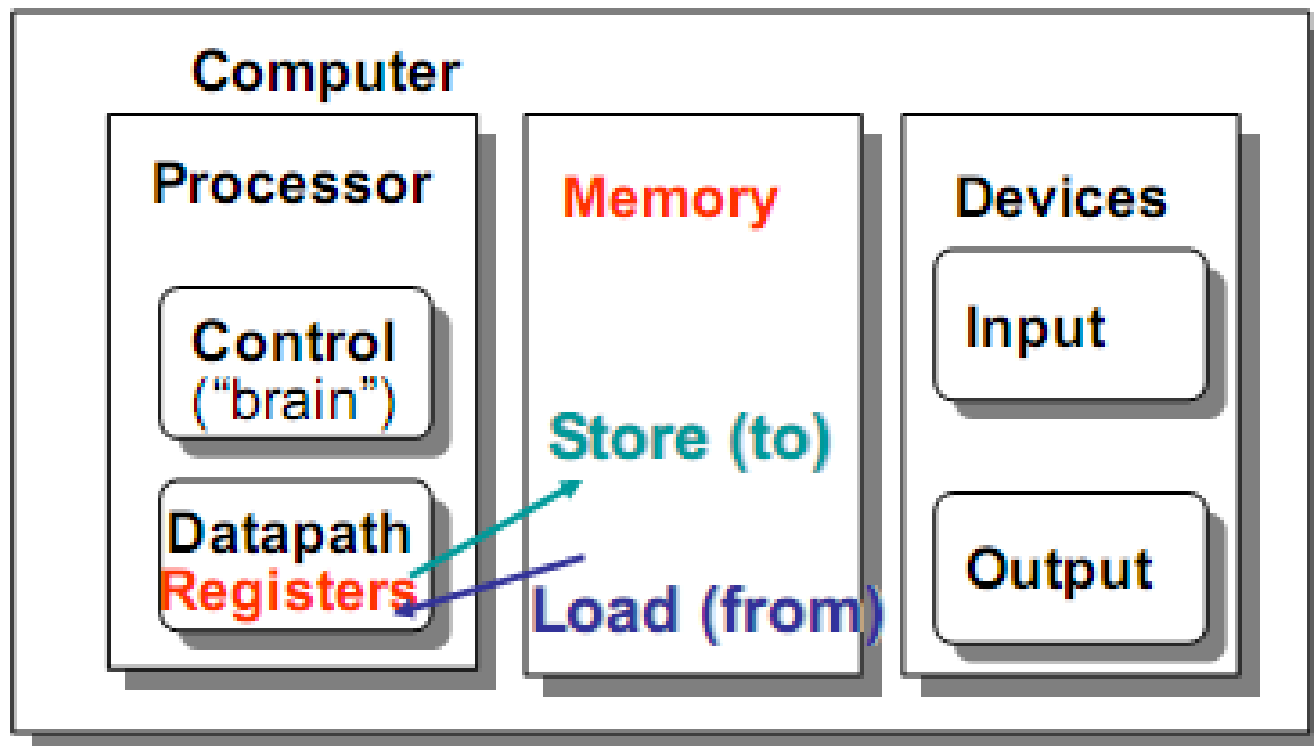 Computer
Processor
Control
(“brain”)
Datapath
Registers
Memory
Store (to)
Load (from)
Devices
Input
Output